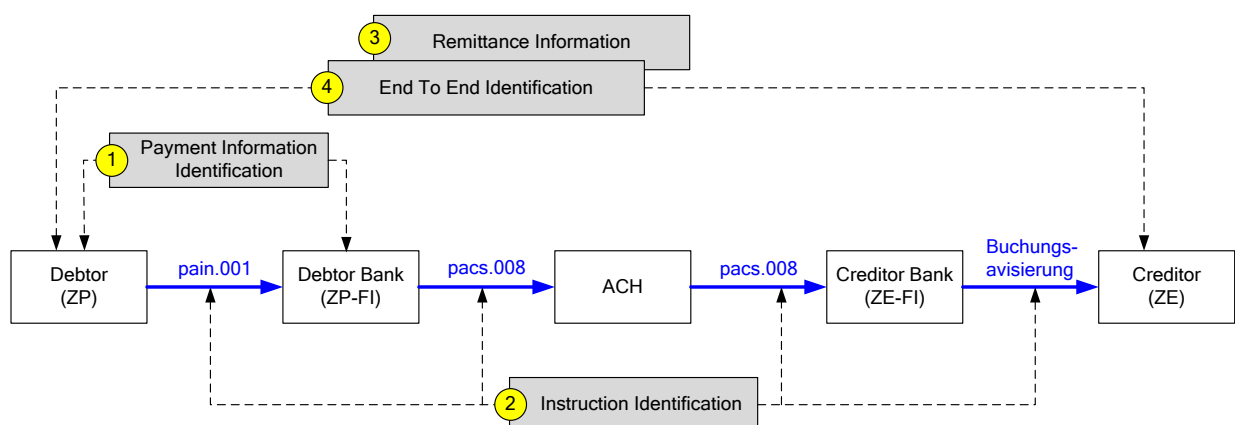 3 Remittance Information
4 End To End Identification
1 Payment Information
Identification
Debtor
(ZP)
pain.001
Debtor Bank
(ZP-FI)
pacs.008
ACH
pacs.008
Creditor Bank
(ZE-FI)
Buchungs-
avisierung
Creditor
(ZE)
2 Instruction Identification